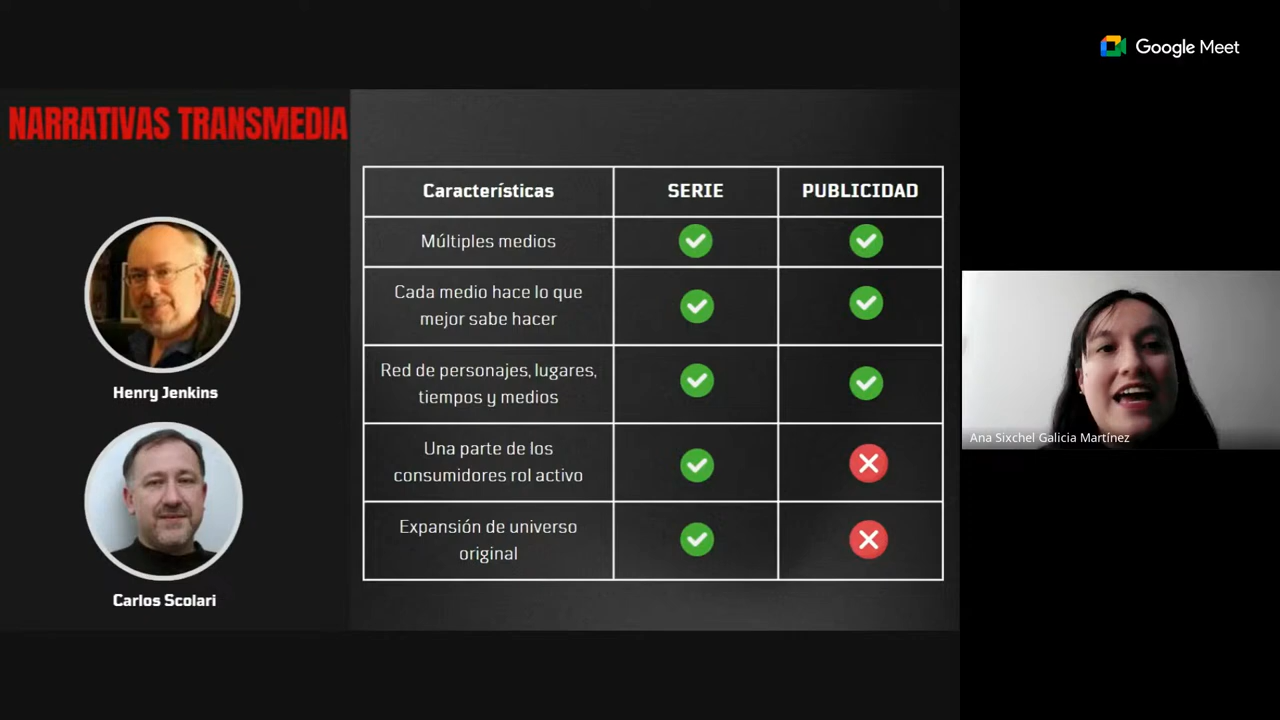 Google Meet
NARRATIVAS TRANSMEDIA
Henry Jenkins
Carlos Scolari
Características SERIE PUBLICIDAD
Múltiples medios
Cada medio hace lo que
mejor sabe hacer
Red de personajes, lugares,
tiempos y medios
Una parte de los
consumidores rol activo
Expansión de universo
original
Ana Sixchel Galicia Martínez